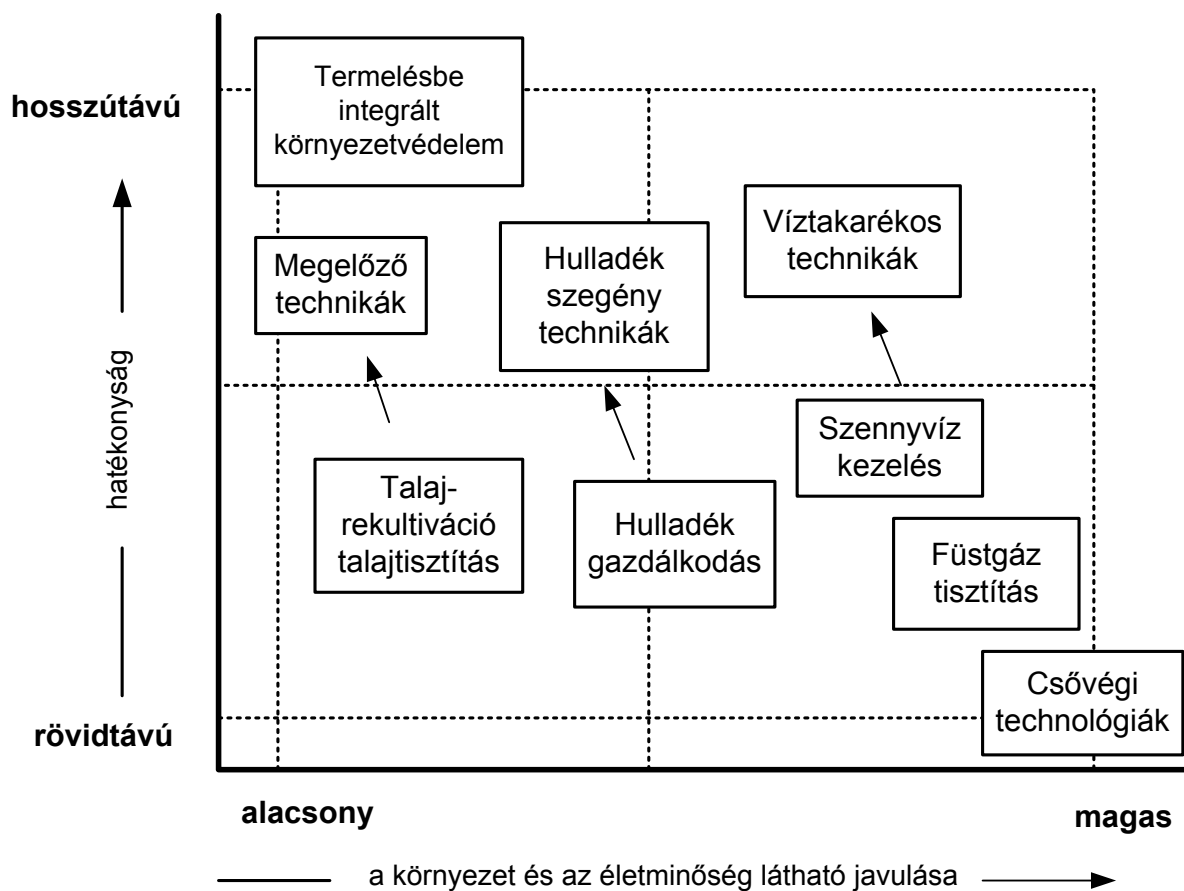 hosszútávú
Termelésbe
integrált
környezetvédelem
Megelőző
technikák
Hulladék
szegény
technikák
Víztakarékos
technikák
hatékonyság
Talaj-
rekultiváció
talajtisztítás
Hulladék
gazdálkodás
Szennyvíz
kezelés
Füstgáz
tisztítás
Csővégi
technológiák
rövidtávú
alacsony
magas
a környezet és az életminőség látható javulása